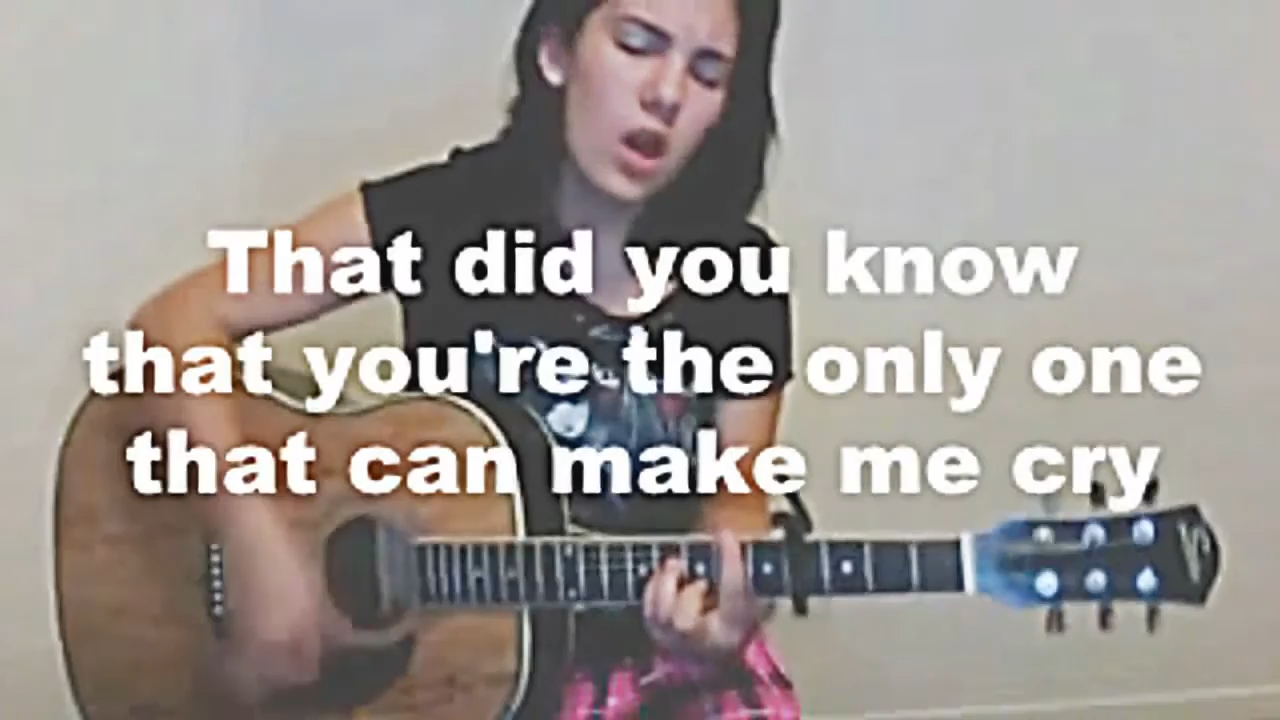 That did you know
that you're the only one
that can make me cry